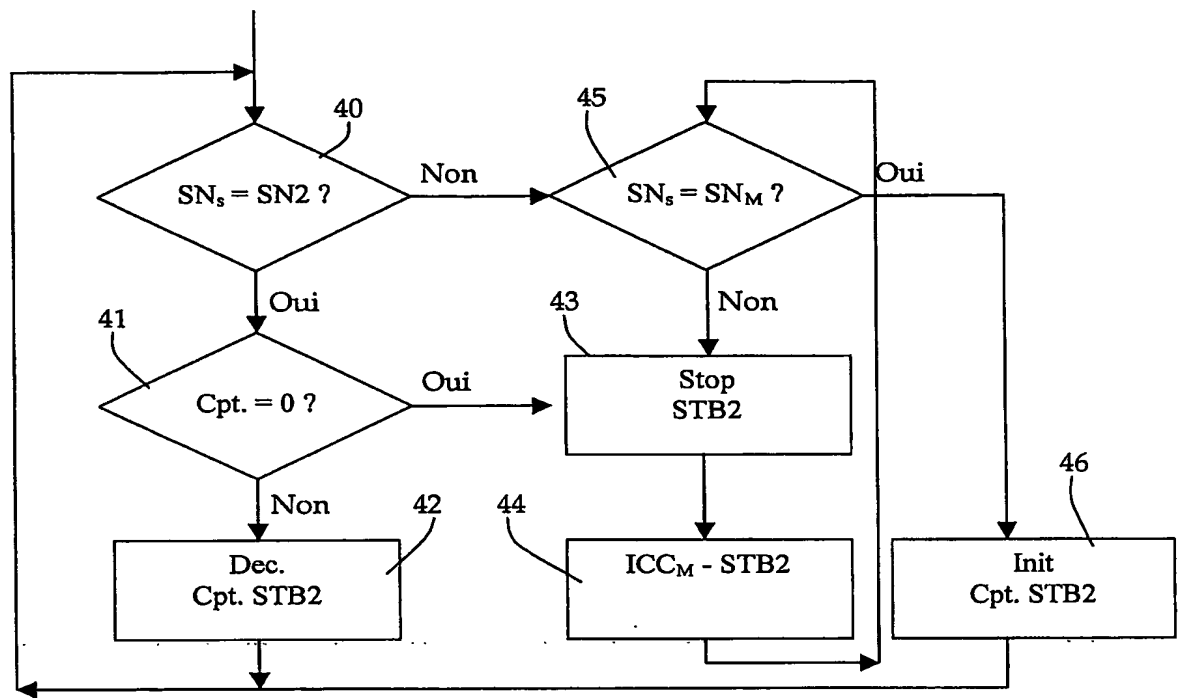 40
SNs = SN2 ?
Non
45
SNs = SNM ?
Oui
Oui
41
Cpt. = 0 ?
Oui
Non
43
Stop
STB2
Non
42
Dec.
Cpt. STB2
44
ICCM - STB2
46
Init
Cpt. STB2